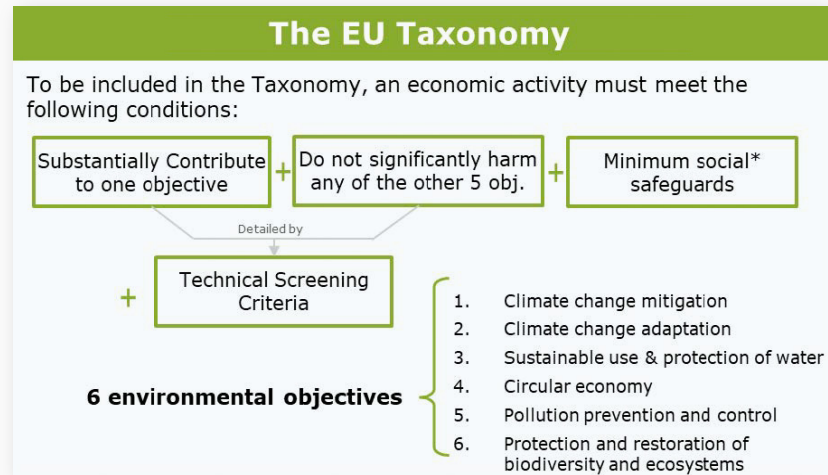 The EU Taxonomy
To be included in the Taxonomy, an economic activity must meet the
following conditions:
Substantially Contribute
to one objective
+
Do not significantly harm
any of the other 5 obj.
+
Minimum social*
safeguards
Detailed by
+
Technical Screening
Criteria
6 environmental objectives
1. Climate change mitigation
2. Climate change adaptation
3. Sustainable use & protection of water
4. Circular economy
5. Pollution prevention and control
6. Protection and restoration of
biodiversity and ecosystems